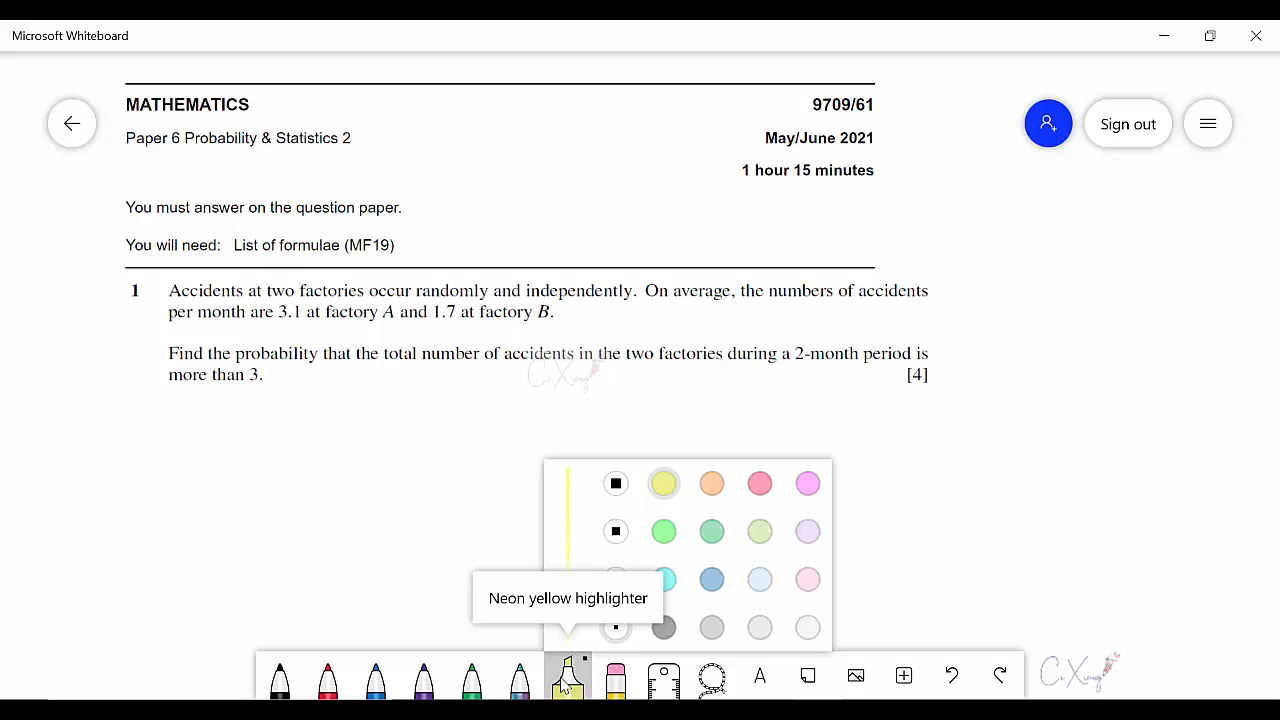 Microsoft Whiteboard
MATHEMATICS 9709/61
Paper 6 Probability & Statistics 2 May/June 2021
1 hour 15 minutes
Sign out
You must answer on the question paper.
You will need: List of formulae (MF19)
1 Accidents at two factories occur randomly and independently. On average, the numbers of accidents
per month are 3.1 at factory A and 1.7 at factory B.
Find the probability that the total number of accidents in the two factories during a 2-month period is
more than 3. [4]
Ci Xiang
Neon yellow highlighter
A
Ci Xiang